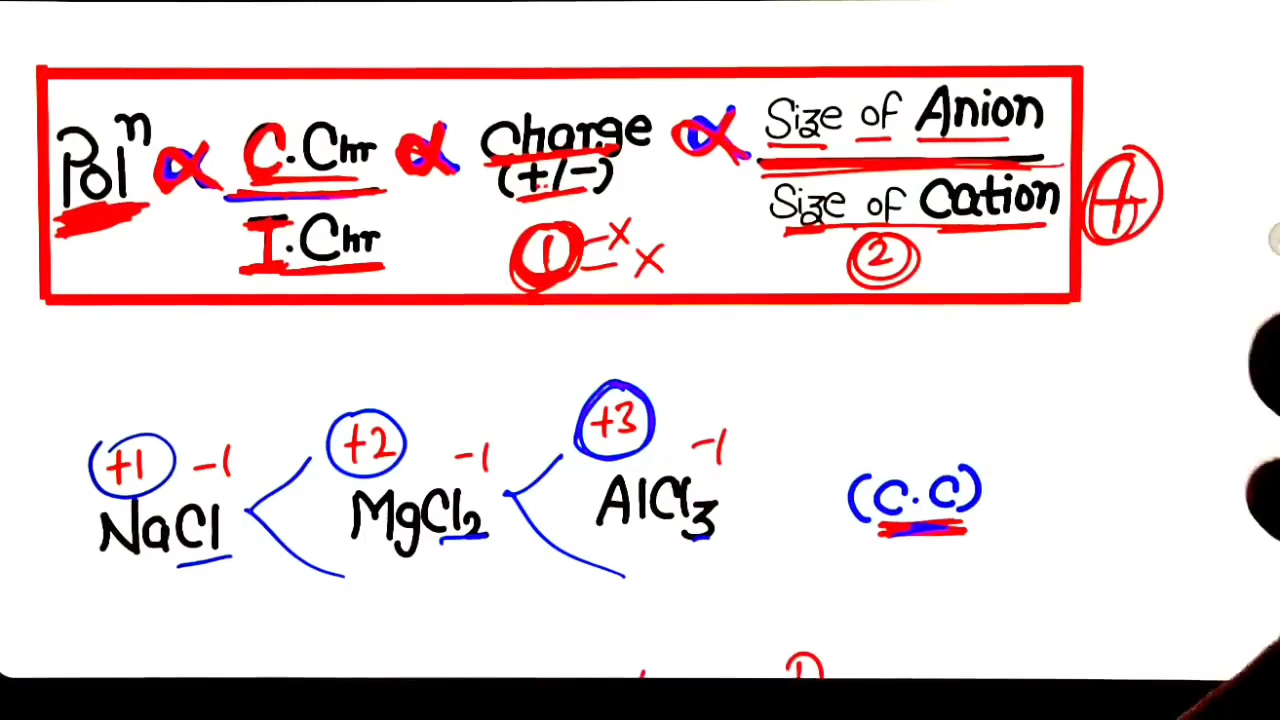 Polⁿ ∝ C.Chr / I.Chr ∝ Charge (+/-) ∝ Size of Anion / Size of Cation +
1 x x 2
+1 -1 +2 -1 +3 -1
NaCl < MgCl₂ < AlCl₃ (C.C)